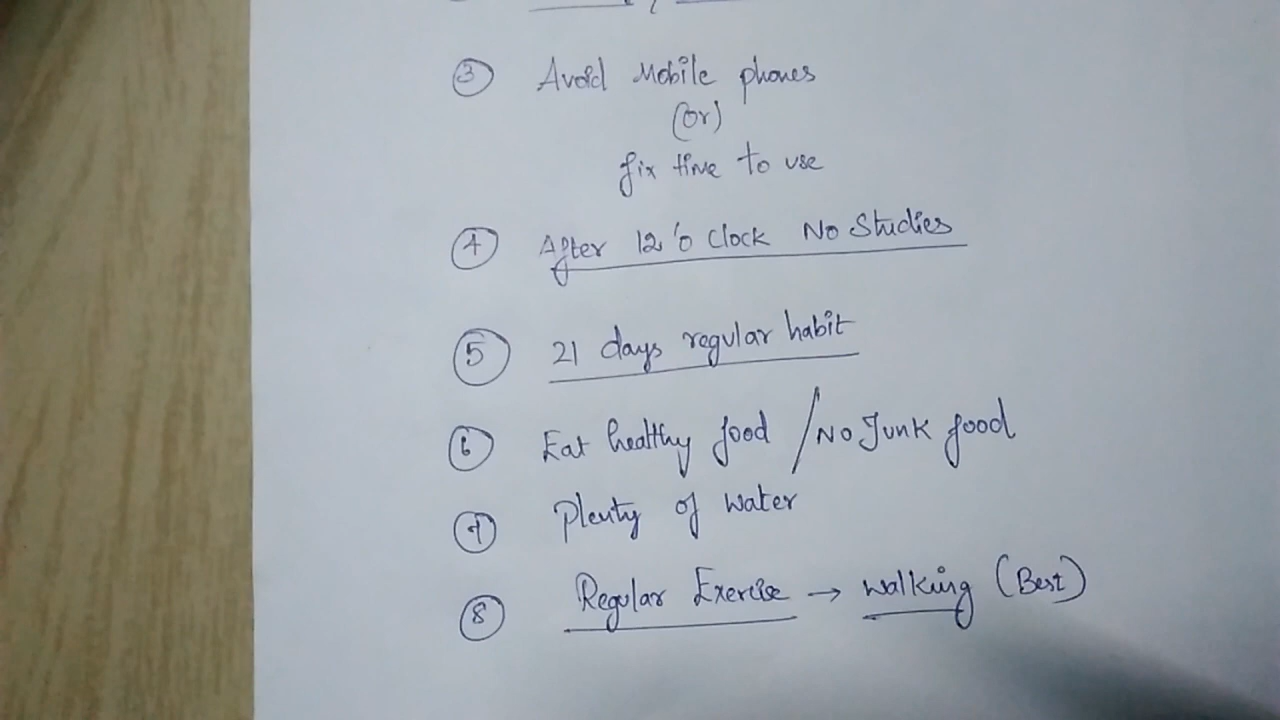 ③ Avoid Mobile phones
(or)
fix time to use
④ After 12 'o Clock No Studies
⑤ 21 days regular habit
⑥ Eat healthy food / No Junk food
⑦ Plenty of water
⑧ Regular Exercise → walking (Best)